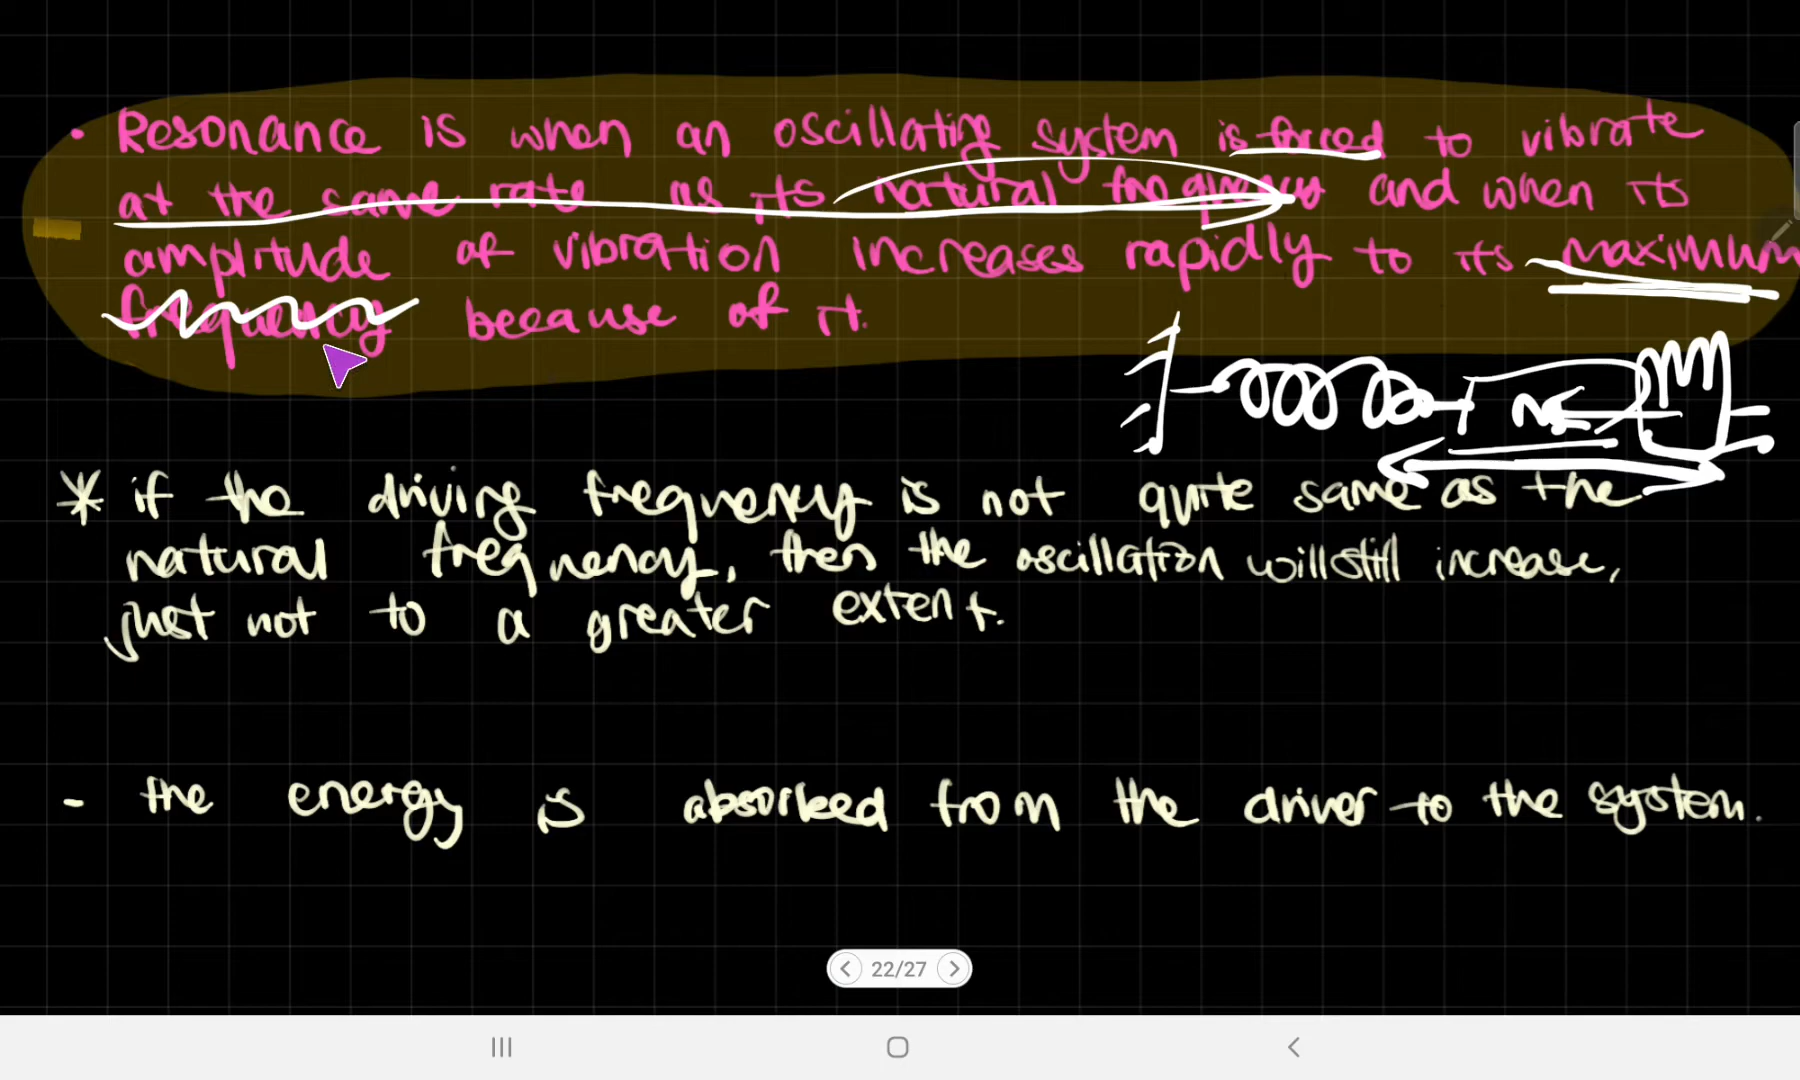 • Resonance is when an oscillating system is forced to vibrate
at the same rate as its natural frequency and when its
amplitude of vibration increases rapidly to its maximum
frequency because of it.
* if the driving frequency is not quite same as the
natural frequency, then the oscillation will still increase,
just not to a greater extent.
- the energy is absorbed from the driver to the system.
22/27